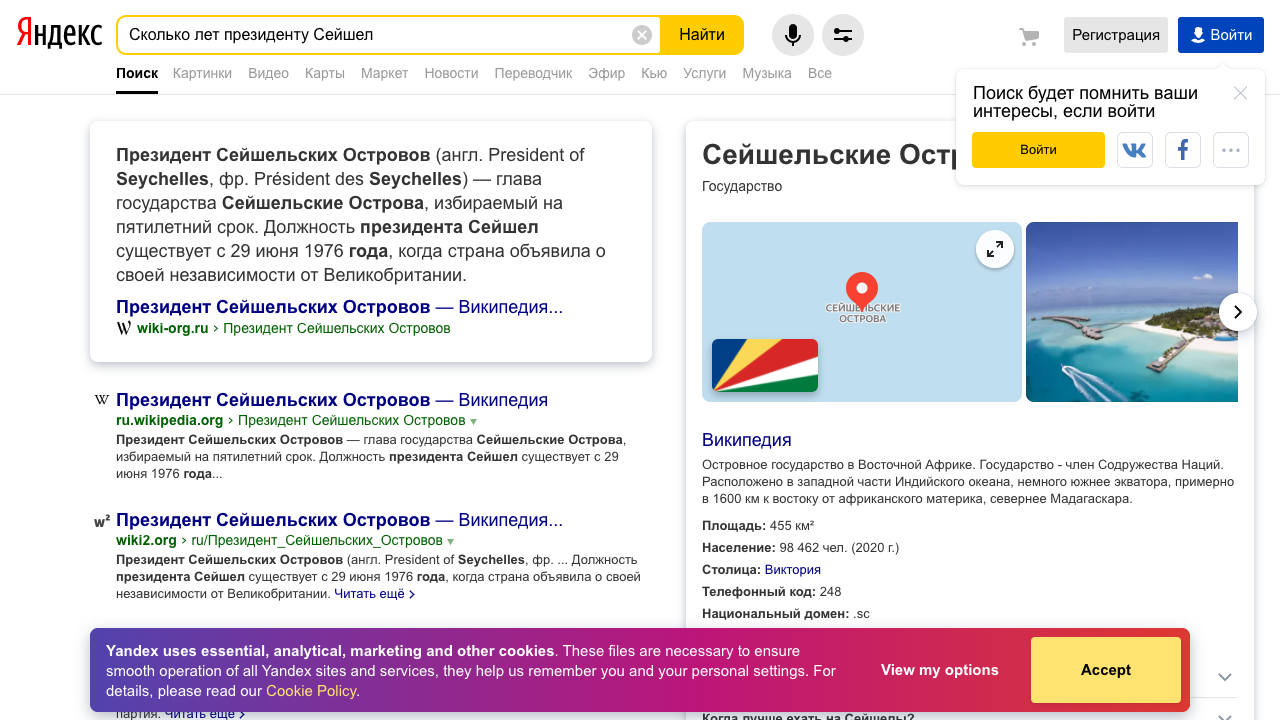 Яндекс
Сколько лет президенту Сейшел
Найти
Регистрация
Войти
Поиск Картинки Видео Карты Маркет Новости Переводчик Эфир Кью Услуги Музыка Все
Поиск будет помнить ваши
интересы, если войти
Войти
Президент Сейшельских Островов (англ. President of
Seychelles, фр. Président des Seychelles) — глава
государства Сейшельские Острова, избираемый на
пятилетний срок. Должность президента Сейшел
существует с 29 июня 1976 года, когда страна объявила о
своей независимости от Великобритании.
Президент Сейшельских Островов — Википедия...
wiki-org.ru › Президент Сейшельских Островов
Президент Сейшельских Островов — Википедия
ru.wikipedia.org › Президент Сейшельских Островов
Президент Сейшельских Островов — глава государства Сейшельские Острова,
избираемый на пятилетний срок. Должность президента Сейшел существует с 29
июня 1976 года...
Президент Сейшельских Островов — Википедия...
wiki2.org › ru/Президент_Сейшельских_Островов
Президент Сейшельских Островов (англ. President of Seychelles, фр. ... Должность
президента Сейшел существует с 29 июня 1976 года, когда страна объявила о своей
независимости от Великобритании. Читать ещё ›
партия. Читать ещё ›
Сейшельские Остр
Государство
СЕЙШЕЛЬСКИЕ
ОСТРОВА
Википедия
Островное государство в Восточной Африке. Государство - член Содружества Наций.
Расположено в западной части Индийского океана, немного южнее экватора, примерно
в 1600 км к востоку от африканского материка, севернее Мадагаскара.
Площадь: 455 км²
Население: 98 462 чел. (2020 г.)
Столица: Виктория
Телефонный код: 248
Национальный домен: .sc
Когда лучше ехать на Сейшелы?
Yandex uses essential, analytical, marketing and other cookies. These files are necessary to ensure
smooth operation of all Yandex sites and services, they help us remember you and your personal settings. For
details, please read our Cookie Policy.
View my options
Accept